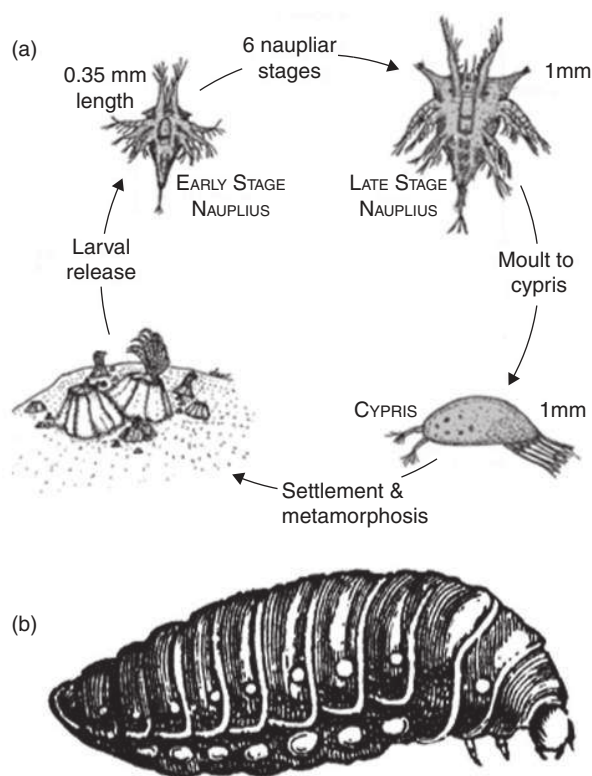 (a)
6 naupliar
stages
0.35 mm
length
1mm
EARLY STAGE
NAUPLIUS
LATE STAGE
NAUPLIUS
Larval
release
Moult to
cypris
CYPRIS
1mm
Settlement &
metamorphosis
(b)